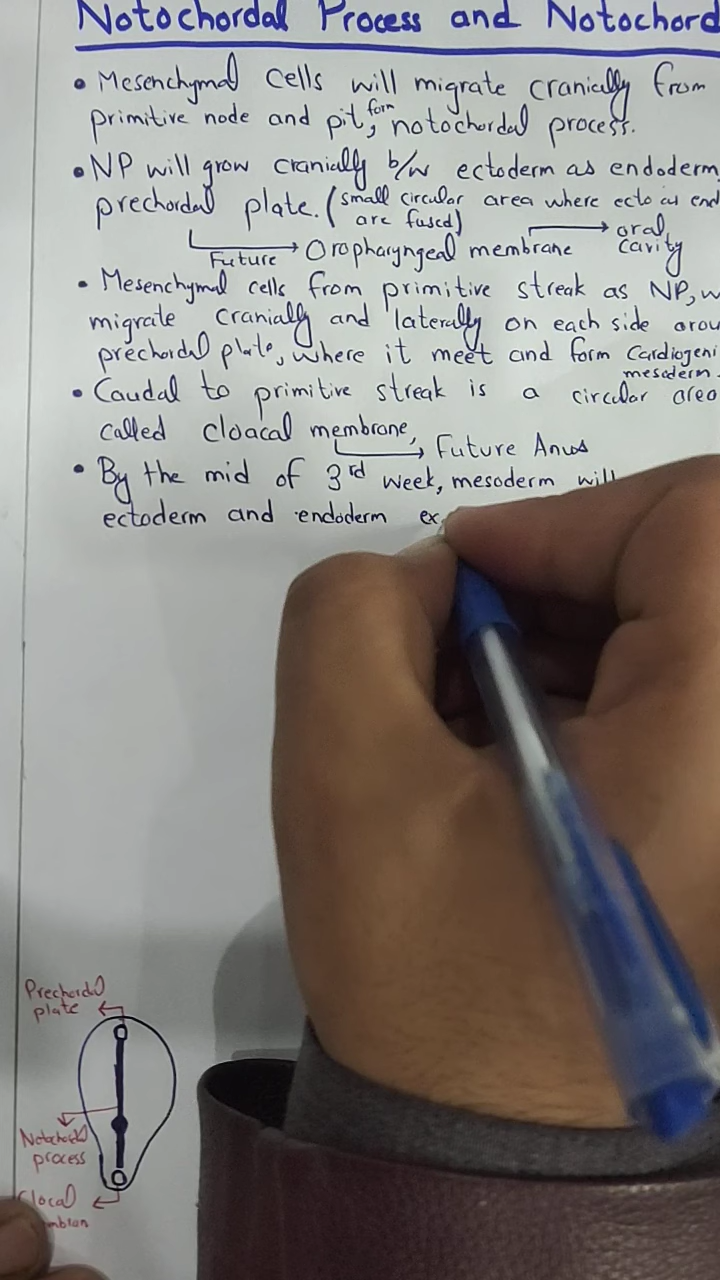 Notochordal Process and Notochord
• Mesenchymal cells will migrate cranially from
primitive node and pit, form notochordal process.
• NP will grow cranially b/w ectoderm as endoderm,
prechordal plate. (small circular area where ecto as end
are fused)
Future → Oropharyngeal membrane → oral cavity
• Mesenchymal cells from primitive streak as NP, w
migrate cranially and laterally on each side arou
prechordal plate, where it meet and form Cardiogeni
mesoderm.
• Caudal to primitive streak is a circular area
called cloacal membrane,
Future Anus
• By the mid of 3rd week, mesoderm will
ectoderm and endoderm ex
Prechordal
plate
Notochordal
process
Clocal
mbran